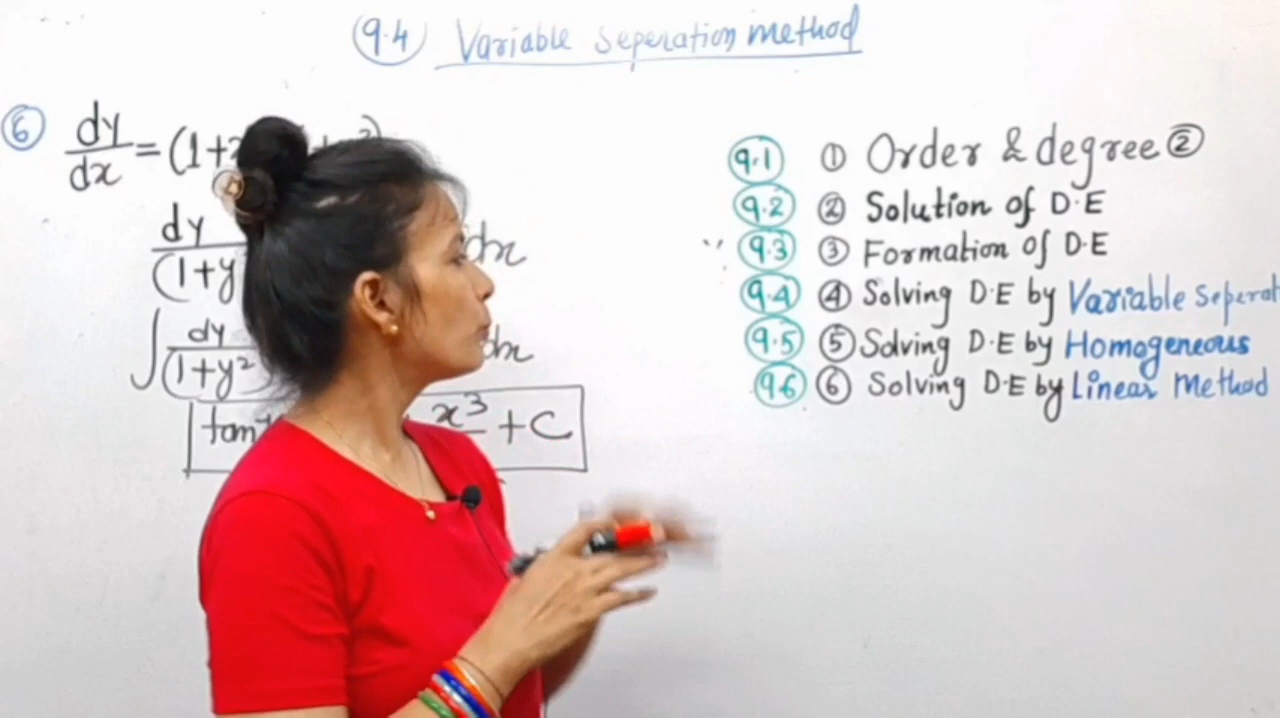 9.4 Variable Seperation method
6 dy/dx = (1+
dy
(1+y
dx
∫ dy/(1+y²)
dx
tan
x³
+ C
9.1 ① Order & degree ②
9.2 ② Solution of D·E
9.3 ③ Formation of D·E
9.4 ④ Solving D·E by Variable Seperat
9.5 ⑤ Solving D·E by Homogeneous
9.6 ⑥ Solving D·E by Linear Method